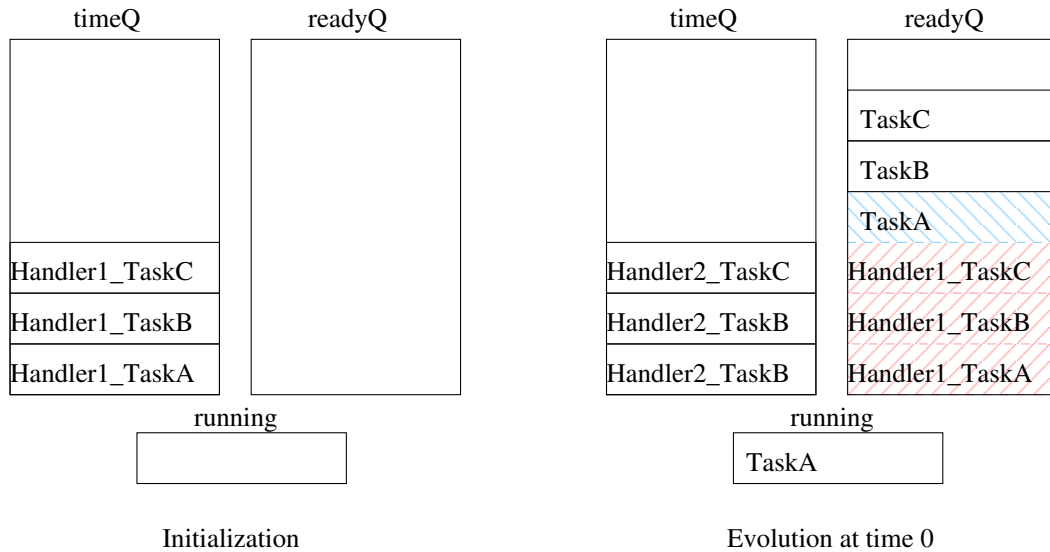 timeQ
readyQ
Handler1_TaskC
Handler1_TaskB
Handler1_TaskA
running
Initialization
timeQ
readyQ
TaskC
TaskB
TaskA
Handler2_TaskC
Handler1_TaskC
Handler2_TaskB
Handler1_TaskB
Handler2_TaskB
Handler1_TaskA
running
TaskA
Evolution at time 0